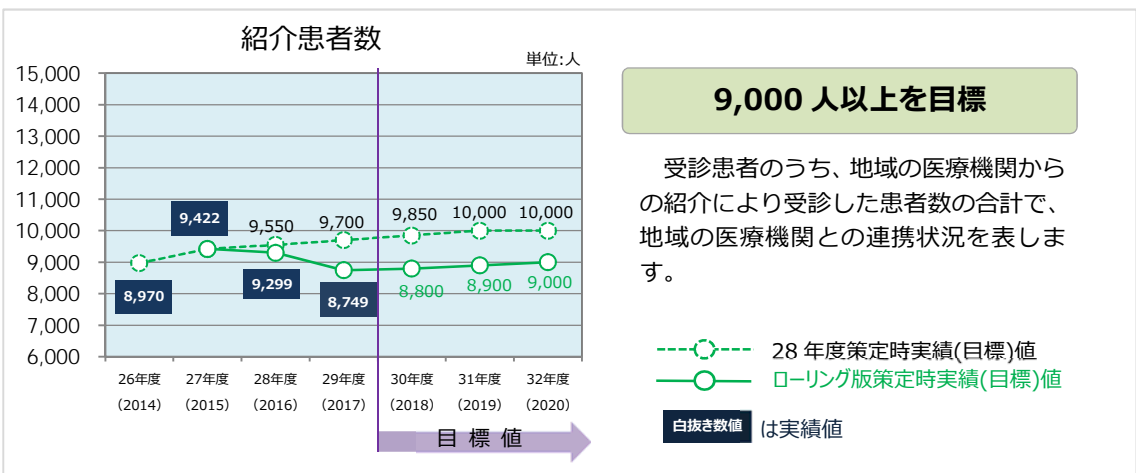 紹介患者数
単位:人
15,000
14,000
13,000
12,000
11,000
10,000
9,000
8,000
7,000
6,000
8,970
9,422
9,550
9,299
9,700
8,749
9,850
8,800
10,000
8,900
10,000
9,000
26年度 27年度 28年度 29年度 30年度 31年度 32年度
(2014) (2015) (2016) (2017) (2018) (2019) (2020)
目 標 値
9,000 人以上を目標
受診患者のうち、地域の医療機関から
の紹介により受診した患者数の合計で、
地域の医療機関との連携状況を表しま
す。
28 年度策定時実績(目標)値
ローリング版策定時実績(目標)値
白抜き数値 は実績値